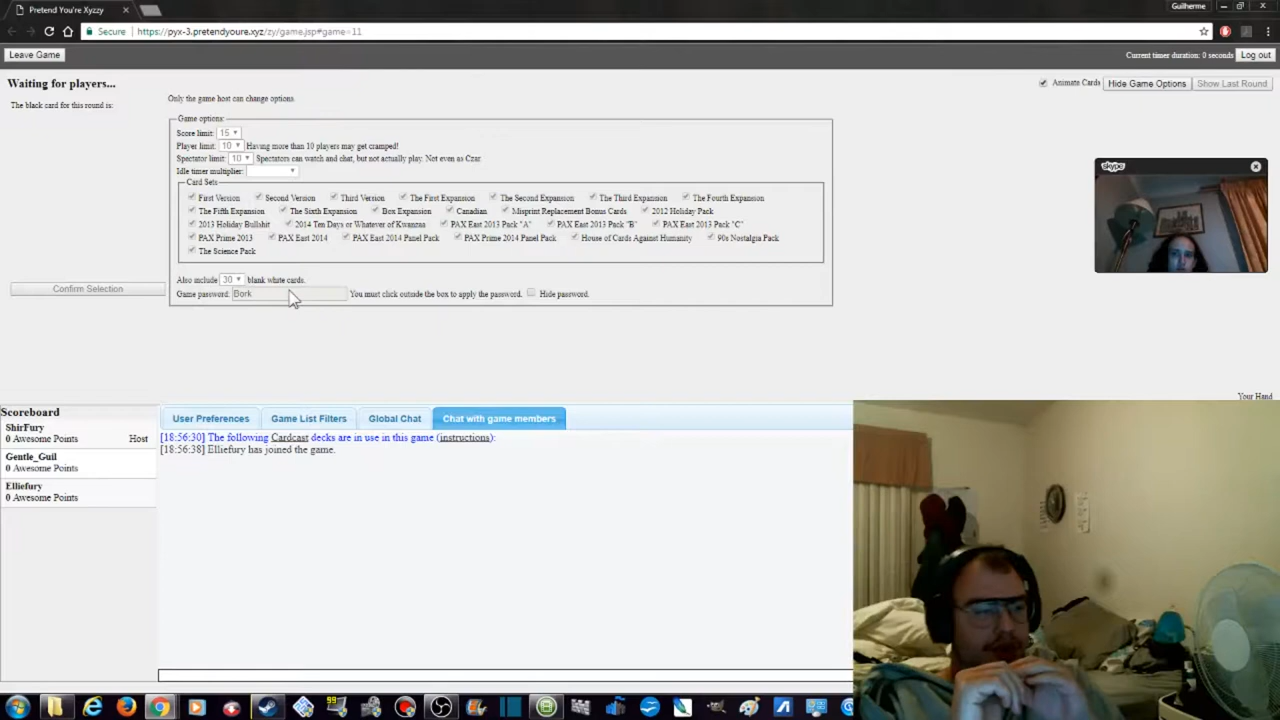 Pretend You're Xyzzy
Guilherme
Secure
https://pyx-3.pretendyoure.xyz/zy/game.jsp#game=11
Leave Game
Current timer duration: 0 seconds
Log out
Waiting for players...
Animate Cards
Hide Game Options
Show Last Round
The black card for this round is:
Only the game host can change options.
Game options:
Score limit: 15
Player limit: 10 Having more than 10 players may get cramped!
Spectator limit: 10 Spectators can watch and chat, but not actually play. Not even as Czar.
Idle timer multiplier:
Card Sets
First Version Second Version Third Version The First Expansion The Second Expansion The Third Expansion The Fourth Expansion
The Fifth Expansion The Sixth Expansion Box Expansion Canadian Misprint Replacement Bonus Cards 2012 Holiday Pack
2013 Holiday Bullshit 2014 Ten Days or Whatever of Kwanzaa PAX East 2013 Pack "A" PAX East 2013 Pack "B" PAX East 2013 Pack "C"
PAX Prime 2013 PAX East 2014 PAX East 2014 Panel Pack PAX Prime 2014 Panel Pack House of Cards Against Humanity 90s Nostalgia Pack
The Science Pack
Also include 30 blank white cards.
Game password: Bork You must click outside the box to apply the password. Hide password.
Confirm Selection
skype
Your Hand
Scoreboard
ShirFury
0 Awesome Points Host
Gentle_Guil
0 Awesome Points
Elliefury
0 Awesome Points
User Preferences
Game List Filters
Global Chat
Chat with game members
[18:56:30] The following Cardcast decks are in use in this game (instructions):
[18:56:38] Elliefury has joined the game.
99